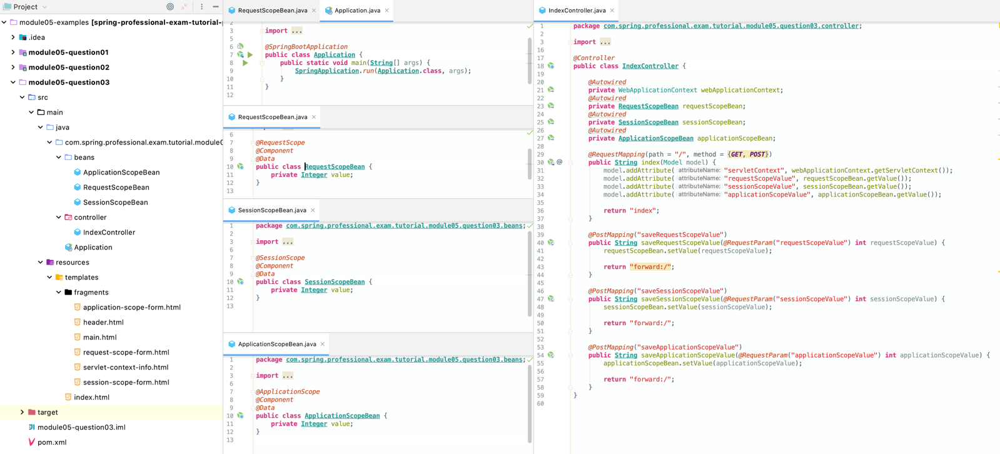 Project
module05-examples [spring-professional-exam-tutorial-
.idea
module05-question01
module05-question02
module05-question03
src
main
java
com.spring.professional.exam.tutorial.module0
beans
ApplicationScopeBean
RequestScopeBean
SessionScopeBean
controller
IndexController
Application
resources
templates
fragments
application-scope-form.html
header.html
main.html
request-scope-form.html
servlet-context-info.html
session-scope-form.html
index.html
target
module05-question03.iml
pom.xml
RequestScopeBean.java
Application.java
2
3 import ...
5
6 @SpringBootApplication
7 public class Application {
8 public static void main(String[] args) {
9 SpringApplication.run(Application.class, args);
10 }
11 }
12
RequestScopeBean.java
6
7 @RequestScope
8 @Component
9 @Data
10 public class RequestScopeBean {
11 private Integer value;
12 }
13
SessionScopeBean.java
1 package com.spring.professional.exam.tutorial.module05.question03.beans;
2
3 import ...
6
7 @SessionScope
8 @Component
9 @Data
10 public class SessionScopeBean {
11 private Integer value;
12 }
13
ApplicationScopeBean.java
1 package com.spring.professional.exam.tutorial.module05.question03.beans;
2
3 import ...
6
7 @ApplicationScope
8 @Component
9 @Data
10 public class ApplicationScopeBean {
11 private Integer value;
12 }
13
IndexController.java
1 package com.spring.professional.exam.tutorial.module05.question03.controller;
2
3 import ...
16
17 @Controller
18 public class IndexController {
19
20 @Autowired
21 private WebApplicationContext webApplicationContext;
22 @Autowired
23 private RequestScopeBean requestScopeBean;
24 @Autowired
25 private SessionScopeBean sessionScopeBean;
26 @Autowired
27 private ApplicationScopeBean applicationScopeBean;
28
29 @RequestMapping(path = "/", method = {GET, POST})
30 @ public String index(Model model) {
31 model.addAttribute( attributeName: "servletContext", webApplicationContext.getServletContext());
32 model.addAttribute( attributeName: "requestScopeValue", requestScopeBean.getValue());
33 model.addAttribute( attributeName: "sessionScopeValue", sessionScopeBean.getValue());
34 model.addAttribute( attributeName: "applicationScopeValue", applicationScopeBean.getValue());
35
36 return "index";
37 }
38
39 @PostMapping("saveRequestScopeValue")
40 public String saveRequestScopeValue(@RequestParam("requestScopeValue") int requestScopeValue) {
41 requestScopeBean.setValue(requestScopeValue);
42
43 return "forward:/";
44 }
45
46 @PostMapping("saveSessionScopeValue")
47 public String saveSessionScopeValue(@RequestParam("sessionScopeValue") int sessionScopeValue) {
48 sessionScopeBean.setValue(sessionScopeValue);
49
50 return "forward:/";
51 }
52
53 @PostMapping("saveApplicationScopeValue")
54 public String saveApplicationScopeValue(@RequestParam("applicationScopeValue") int applicationScopeValue) {
55 applicationScopeBean.setValue(applicationScopeValue);
56
57 return "forward:/";
58 }
59 }
60